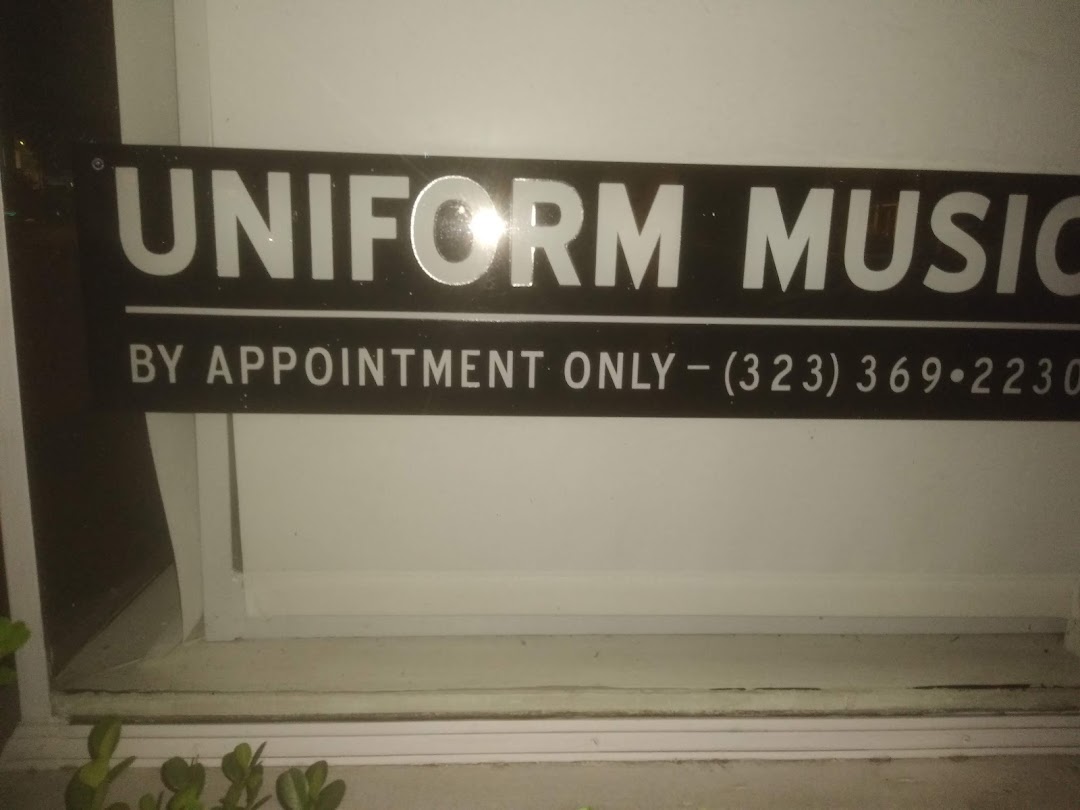 UNIFORM MUSIC
BY APPOINTMENT ONLY – (323) 369•2230